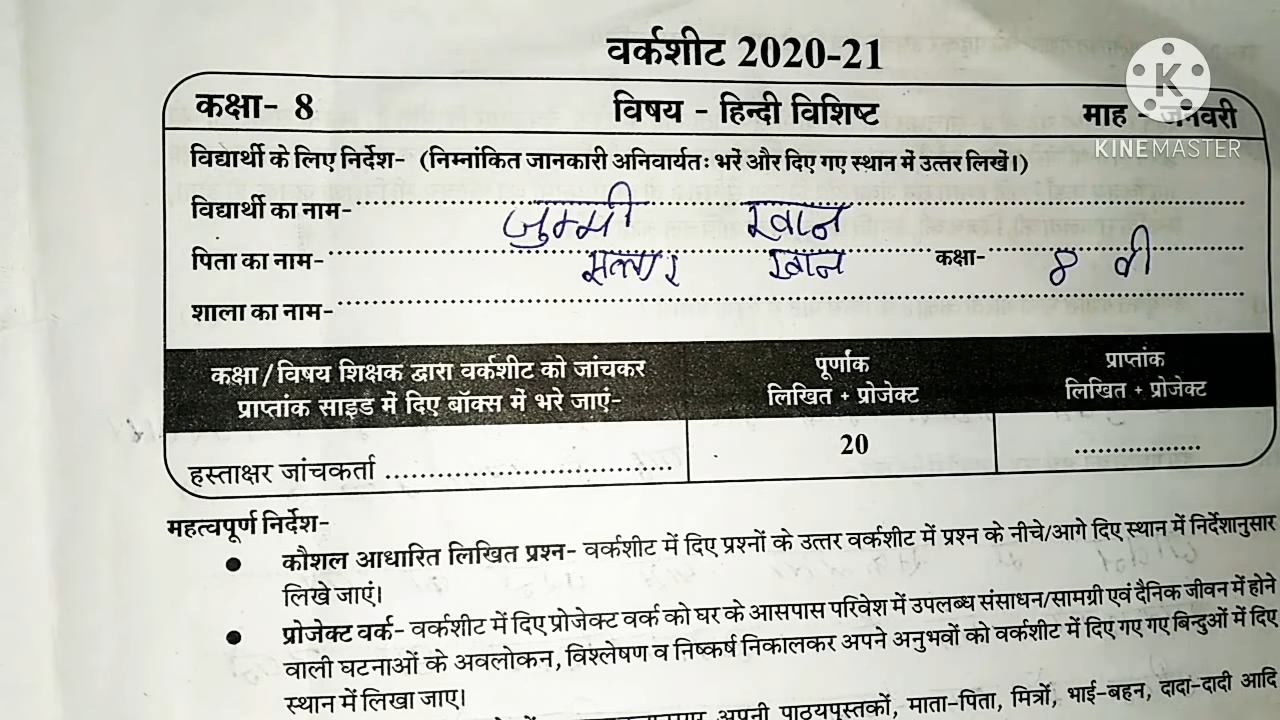 वर्कशीट 2020-21
कक्षा- 8 विषय - हिन्दी विशिष्ट माह - जनवरी
K
KINEMASTER
विद्यार्थी के लिए निर्देश- (निम्नांकित जानकारी अनिवार्यतः भरें और दिए गए स्थान में उत्तर लिखें।)
विद्यार्थी का नाम- जुम्मी खान
पिता का नाम- खान कक्षा- 8 वी
शाला का नाम-
कक्षा/विषय शिक्षक द्वारा वर्कशीट को जांचकर पूर्णांक प्राप्तांक
प्राप्तांक साइड में दिए बॉक्स में भरे जाएं- लिखित + प्रोजेक्ट लिखित + प्रोजेक्ट
हस्ताक्षर जांचकर्ता .............................. 20 ..................
महत्वपूर्ण निर्देश-
● कौशल आधारित लिखित प्रश्न- वर्कशीट में दिए प्रश्नों के उत्तर वर्कशीट में प्रश्न के नीचे/आगे दिए स्थान में निर्देशानुसार
लिखे जाएं।
● प्रोजेक्ट वर्क- वर्कशीट में दिए प्रोजेक्ट वर्क को घर के आसपास परिवेश में उपलब्ध संसाधन/सामग्री एवं दैनिक जीवन में होने
वाली घटनाओं के अवलोकन, विश्लेषण व निष्कर्ष निकालकर अपने अनुभवों को वर्कशीट में दिए गए गए बिन्दुओं में दिए
स्थान में लिखा जाए।
अपनी पाठ्यपुस्तकों, माता-पिता, मित्रों, भाई-बहन, दादा-दादी आदि